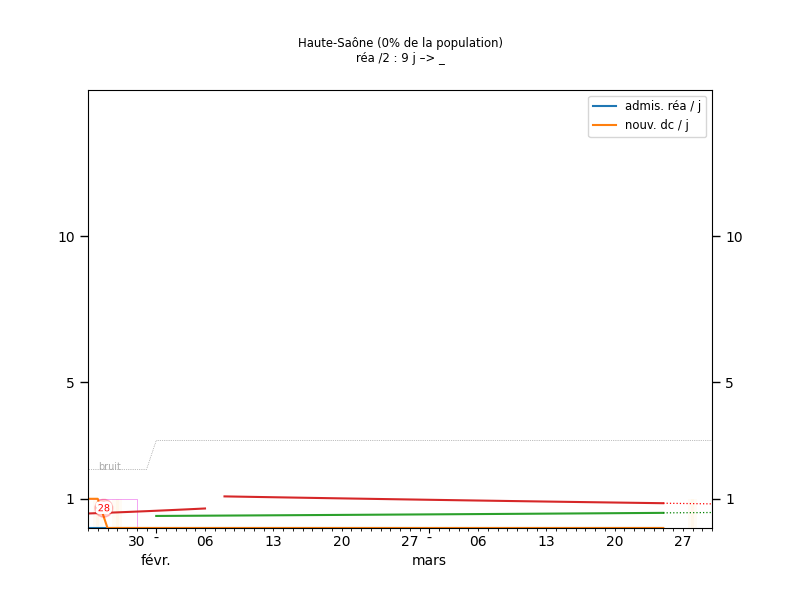 Haute-Saône (0% de la population)
réa /2 : 9 j –> _
admis. réa / j
nouv. dc / j
10
10
5
5
bruit
1
28
1
30 - 06 13 20 27 - 06 13 20 27
févr. mars